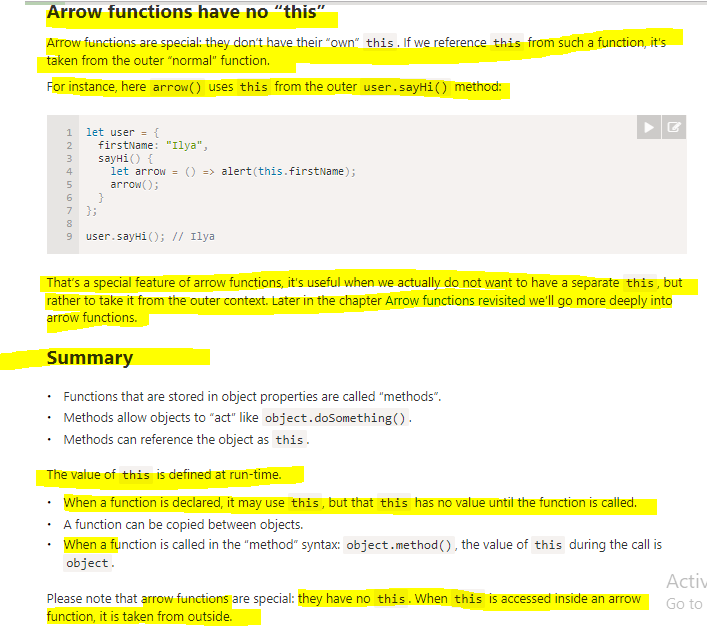 Arrow functions have no “this”
Arrow functions are special: they don’t have their “own” this. If we reference this from such a function, it’s
taken from the outer “normal” function.
For instance, here arrow() uses this from the outer user.sayHi() method:
1 let user = {
2   firstName: "Ilya",
3   sayHi() {
4     let arrow = () => alert(this.firstName);
5     arrow();
6   }
7 };
8
9 user.sayHi(); // Ilya
That’s a special feature of arrow functions, it’s useful when we actually do not want to have a separate this, but
rather to take it from the outer context. Later in the chapter Arrow functions revisited we’ll go more deeply into
arrow functions.
Summary
• Functions that are stored in object properties are called “methods”.
• Methods allow objects to “act” like object.doSomething().
• Methods can reference the object as this.
The value of this is defined at run-time.
• When a function is declared, it may use this, but that this has no value until the function is called.
• A function can be copied between objects.
• When a function is called in the “method” syntax: object.method(), the value of this during the call is
object.
Please note that arrow functions are special: they have no this. When this is accessed inside an arrow
function, it is taken from outside.
Activ
Go to